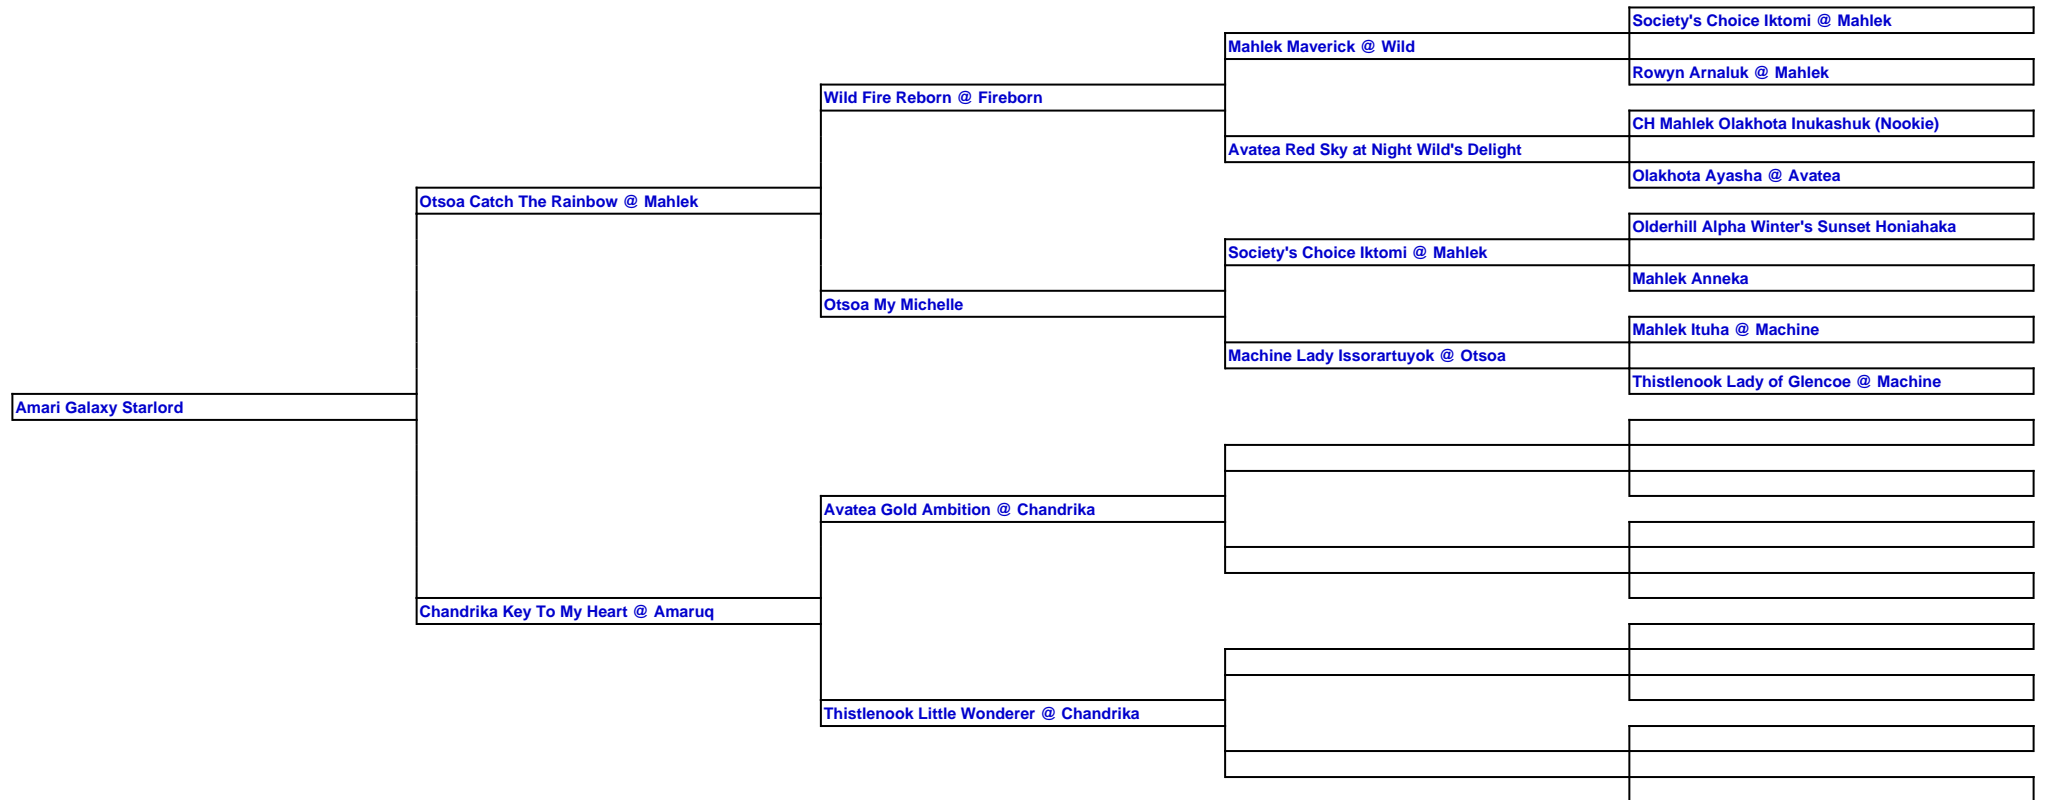 Society's Choice Iktomi @ Mahlek
Mahlek Maverick @ Wild
Rowyn Arnaluk @ Mahlek
Wild Fire Reborn @ Fireborn
CH Mahlek Olakhota Inukashuk (Nookie)
Avatea Red Sky at Night Wild's Delight
Olakhota Ayasha @ Avatea
Otsoa Catch The Rainbow @ Mahlek
Olderhill Alpha Winter's Sunset Honiahaka
Society's Choice Iktomi @ Mahlek
Mahlek Anneka
Otsoa My Michelle
Mahlek Ituha @ Machine
Machine Lady Issorartuyok @ Otsoa
Thistlenook Lady of Glencoe @ Machine
Amari Galaxy Starlord
Avatea Gold Ambition @ Chandrika
Chandrika Key To My Heart @ Amaruq
Thistlenook Little Wonderer @ Chandrika